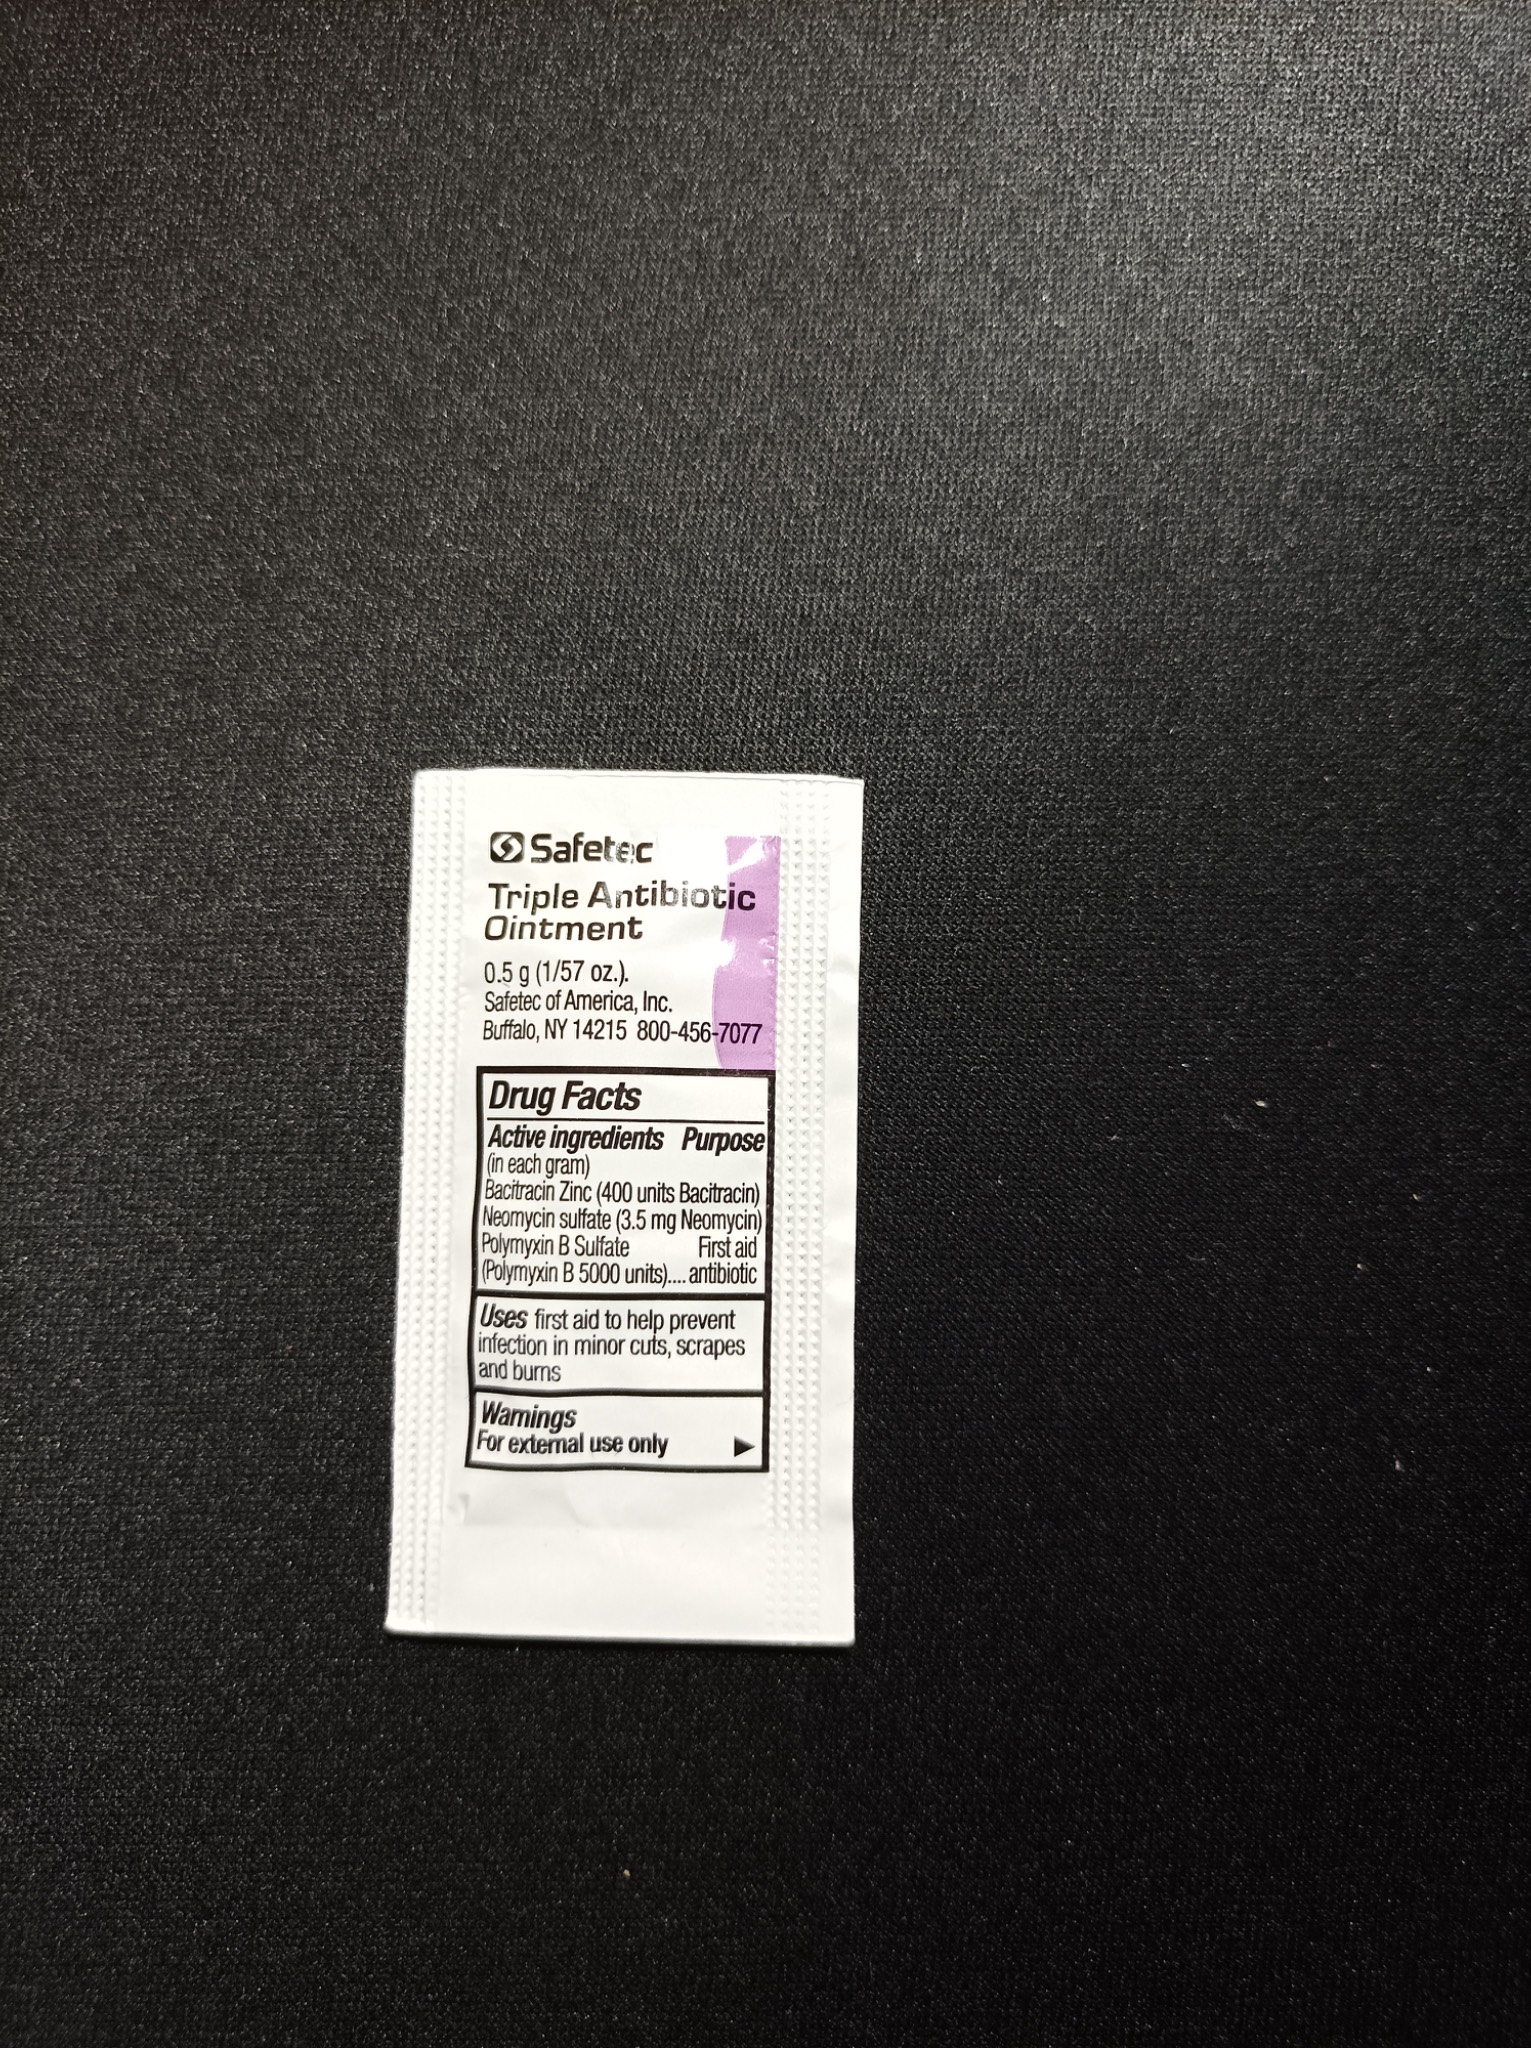 Safetec
Triple Antibiotic
Ointment
0.5 g (1/57 oz.).
Safetec of America, Inc.
Buffalo, NY 14215 800-456-7077
Drug Facts
Active ingredients Purpose
(in each gram)
Bacitracin Zinc (400 units Bacitracin)
Neomycin sulfate (3.5 mg Neomycin)
Polymyxin B Sulfate First aid
(Polymyxin B 5000 units).... antibiotic
Uses first aid to help prevent
infection in minor cuts, scrapes
and burns
Warnings
For external use only